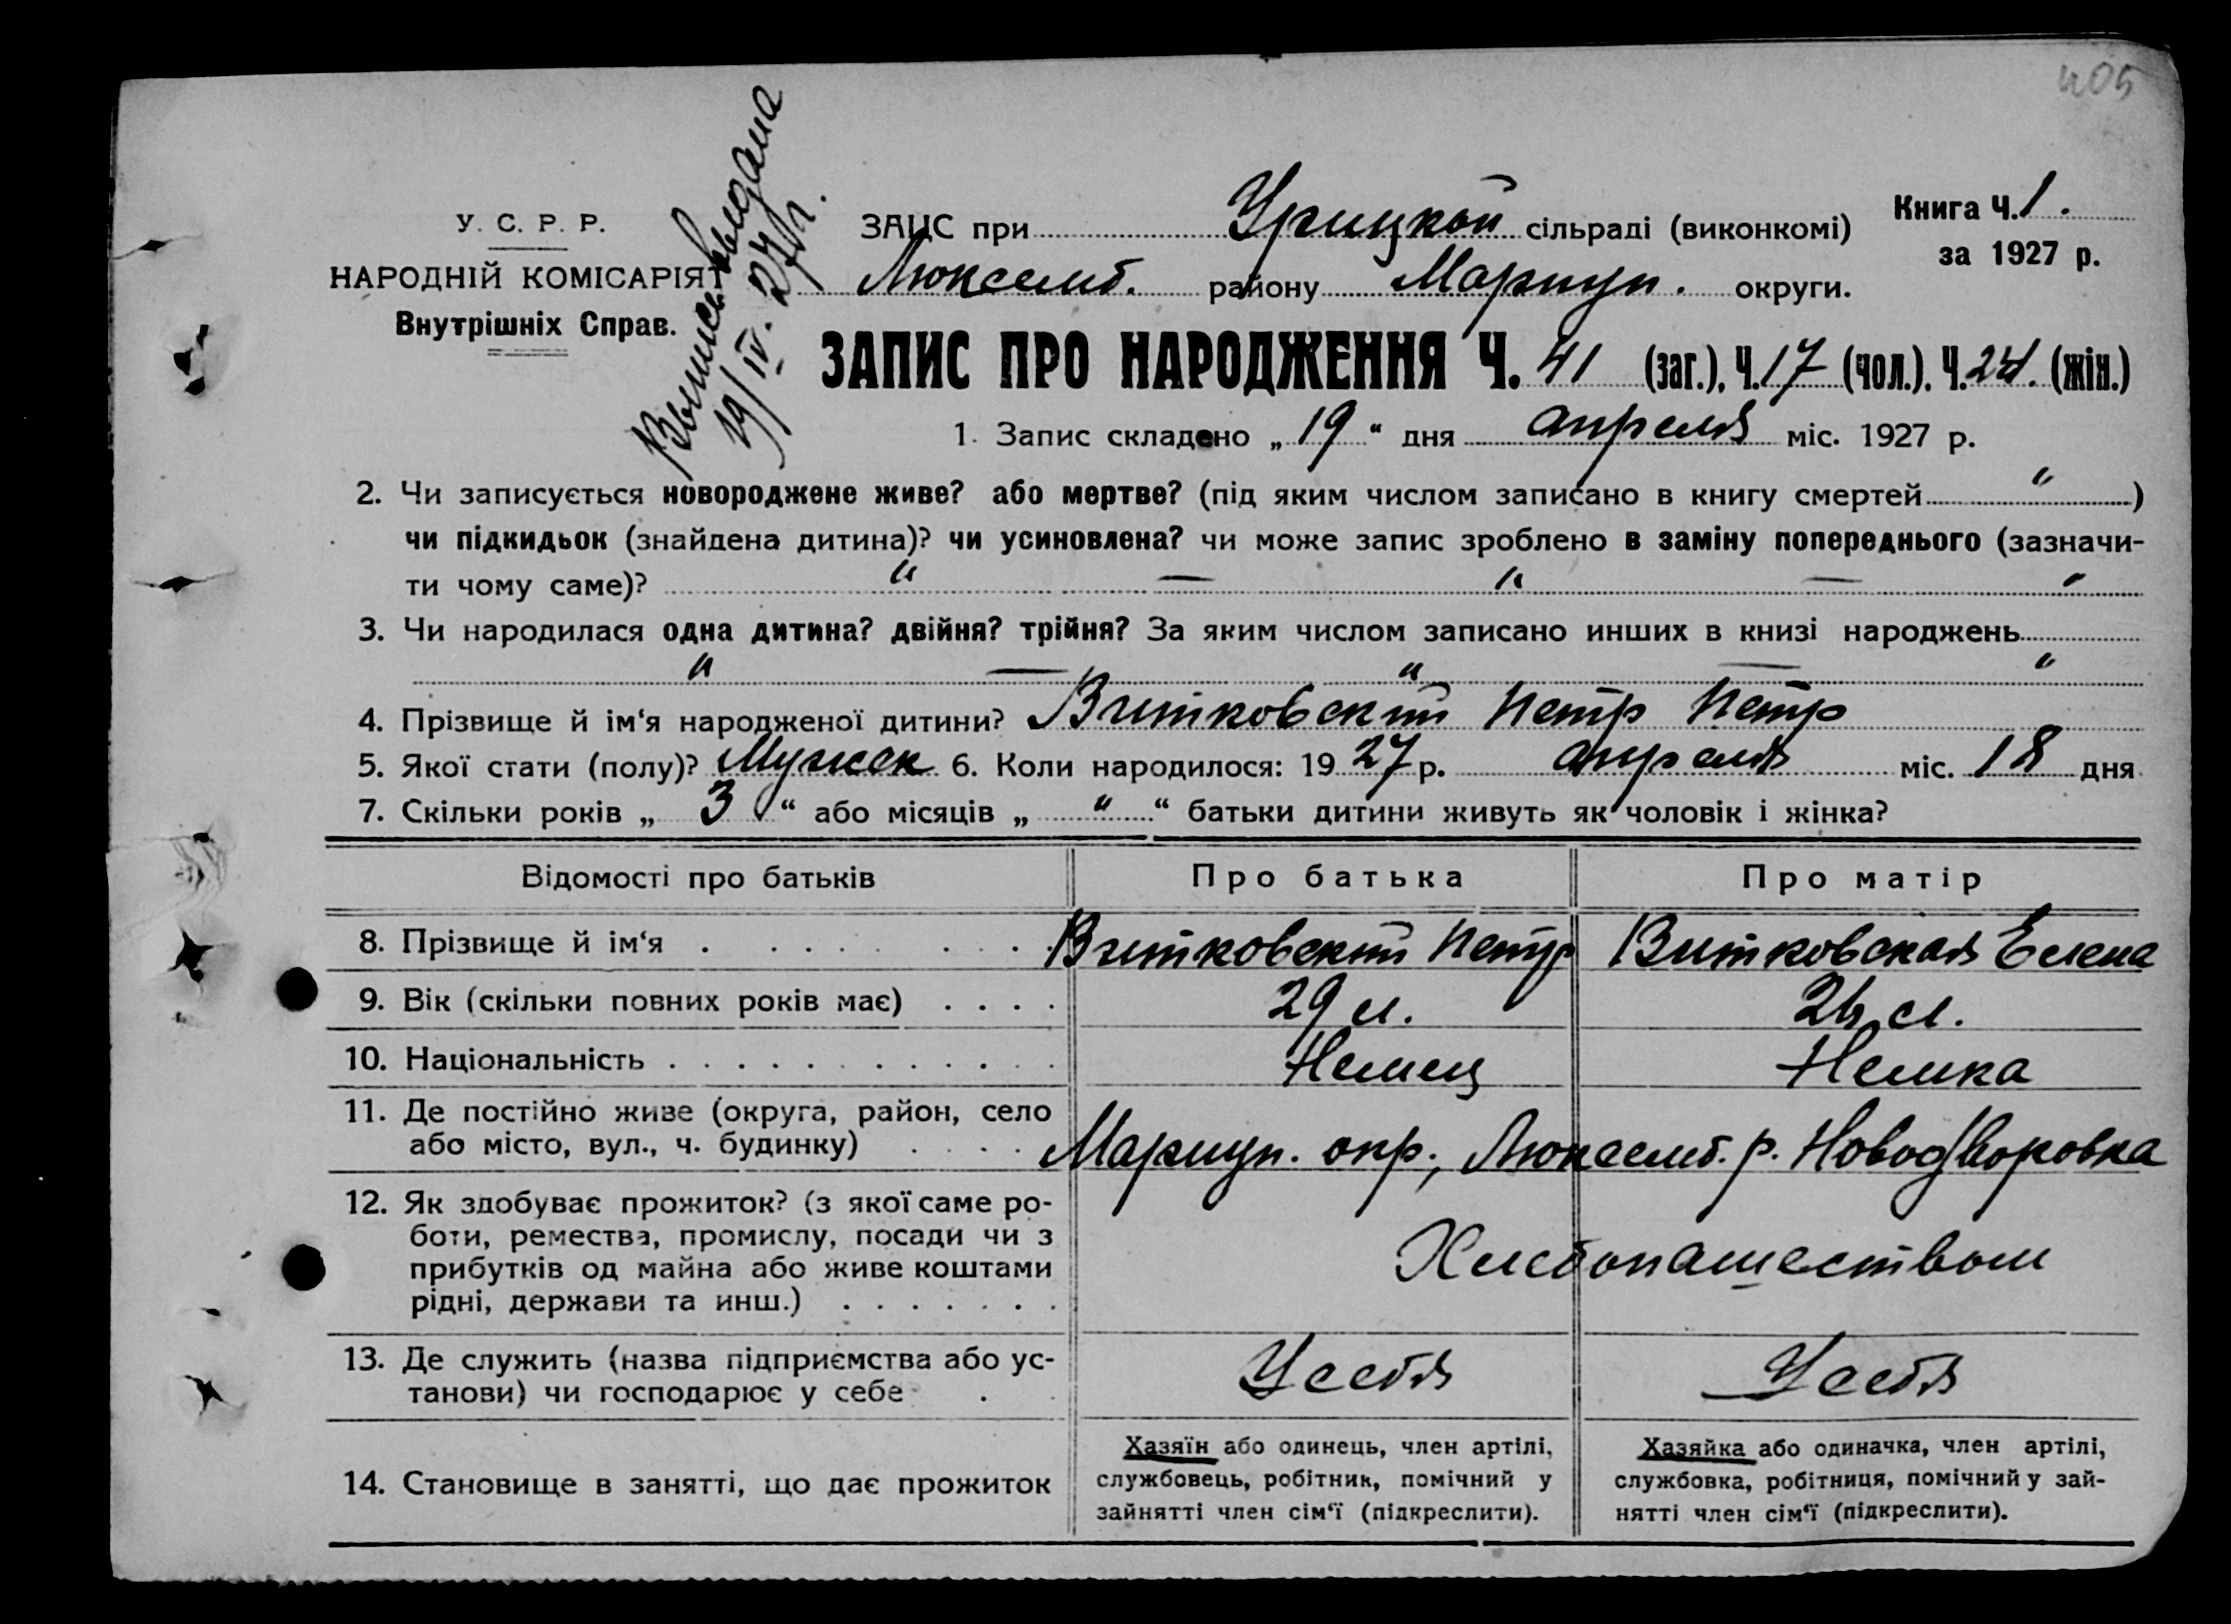 405
У. С. Р. Р.
НАРОДНІЙ КОМІСАРІЯТ
Внутрішніх Справ.
Выпись выдана
19/IV. 27 г.
ЗАЦС при Урицкой сільраді (виконкомі)
Люксемб. району Мариуп. округи.
Книга Ч. 1.
за 1927 р.
ЗАПИС ПРО НАРОДЖЕННЯ Ч. 41 (заг.), Ч. 17 (чол.), Ч. 24. (жін.)
1. Запис складено „ 19 “ дня апреля міс. 1927 р.
2. Чи записується новороджене живе? або мертве? (під яким числом записано в книгу смертей " )
чи підкидьок (знайдена дитина)? чи усиновлена? чи може запис зроблено в заміну попереднього (зазначи-
ти чому саме)? " — " — "
3. Чи народилася одна дитина? двійня? трійня? За яким числом записано инших в книзі народжень
" — " — "
4. Прізвище й ім‘я народженої дитини? Витковский Петр Петр
5. Якої стати (полу)? Мужск 6. Коли народилося: 19 27 р. апреля міс. 18 дня
7. Скільки років „ 3 “ або місяців „ " “ батьки дитини живуть як чоловік і жінка?
Відомості про батьків Про батька Про матір
8. Прізвище й ім‘я . . . . . . . . . Витковский Петр Витковская Елена
9. Вік (скільки повних років має) . . . . 29 л. 24 л.
10. Національність . . . . . . . . . . . . Немец Немка
11. Де постійно живе (округа, район, село
або місто, вул., ч. будинку) . . . . Мариуп. окр., Люксемб. р. Новодворовка
12. Як здобуває прожиток? (з якої саме ро-
боти, ремества, промислу, посади чи з
прибутків од майна або живе коштами
рідні, держави та инш.) . . . . . . .
Хлебопашеством
13. Де служить (назва підприємства або ус-
танови) чи господарює у себе . У себя У себя
14. Становище в занятті, що дає прожиток
Хазяїн або одинець, член артілі,
службовець, робітник, помічний у
зайнятті член сім‘ї (підкреслити).
Хазяйка або одиначка, член артілі,
службовка, робітниця, помічний у зай-
нятті член сім‘ї (підкреслити).